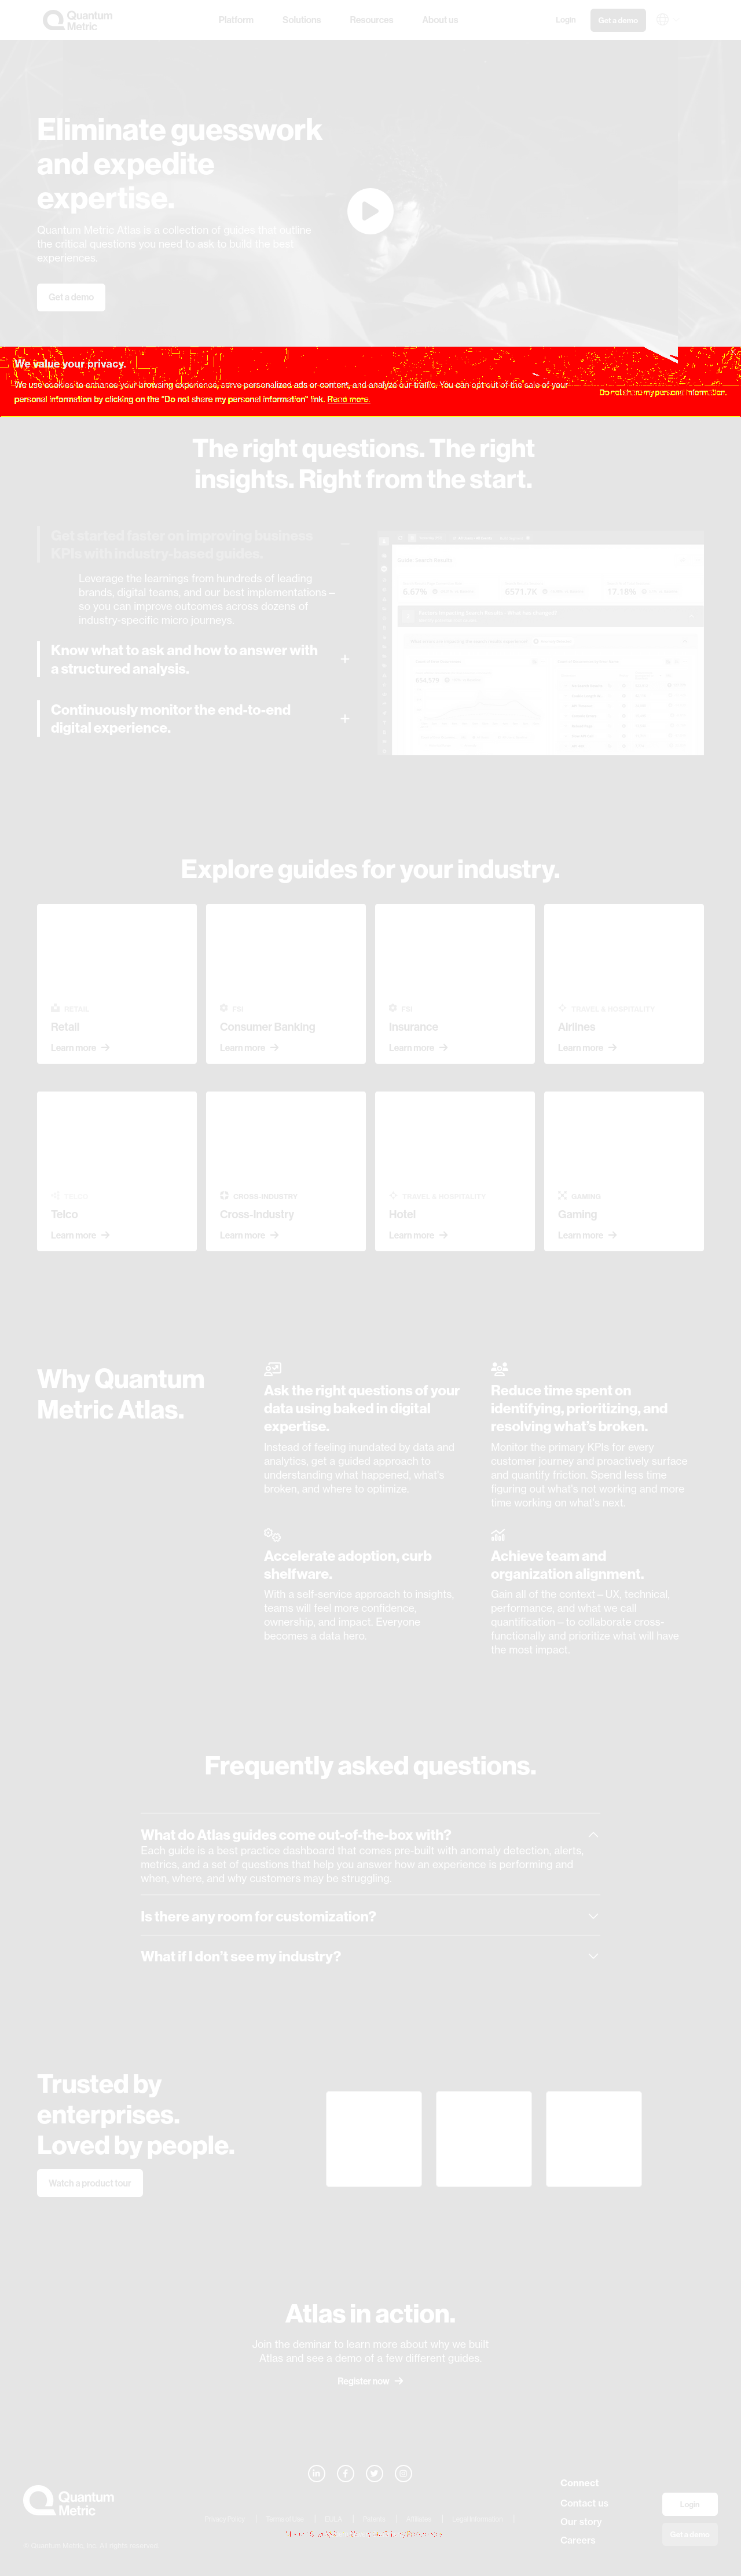 Quantum Metric
Platform
Solutions
Resources
About us
Login
Get a demo
Eliminate guesswork
and expedite
expertise.
Quantum Metric Atlas is a collection of guides that outline
the critical questions you need to ask to build the best
experiences.
Get a demo
We value your privacy.
We use cookies to enhance your browsing experience, serve personalized ads or content, and analyze our traffic. You can opt out of the sale of your
personal information by clicking on the "Do not share my personal information" link. Read more.
Do not share my personal information.
The right questions. The right
insights. Right from the start.
Get started faster on improving business
KPIs with industry-based guides.
Leverage the learnings from hundreds of leading
brands, digital teams, and our best implementations –
so you can improve outcomes across dozens of
industry-specific micro journeys.
Know what to ask and how to answer with
a structured analysis.
Continuously monitor the end-to-end
digital experience.
6.67%
$571.7K
17.18%
Explore guides for your industry.
RETAIL
Retail
Learn more
FSI
Consumer Banking
Learn more
FSI
Insurance
Learn more
TRAVEL & HOSPITALITY
Airlines
Learn more
TELCO
Telco
Learn more
CROSS-INDUSTRY
Cross-Industry
Learn more
TRAVEL & HOSPITALITY
Hotel
Learn more
GAMING
Gaming
Learn more
Why Quantum
Metric Atlas.
Ask the right questions of your
data using baked in digital
expertise.
Instead of feeling inundated by data and
analytics, get a guided approach to
understanding what happened, what's
broken, and where to optimize.
Reduce time spent on
identifying, prioritizing, and
resolving what's broken.
Monitor the primary KPIs for every
customer journey and proactively surface
and quantify friction. Spend less time
figuring out what's not working and more
time working on what's next.
Accelerate adoption, curb
shelfware.
With a self-service approach to insights,
teams will feel more confidence,
ownership, and impact. Everyone
becomes a data hero.
Achieve team and
organization alignment.
Gain all of the context – UX, technical,
performance, and what we call
quantification – to collaborate cross-
functionally and prioritize what will have
the most impact.
Frequently asked questions.
What do Atlas guides come out-of-the-box with?
Each guide is a best practice dashboard that comes pre-built with anomaly detection, alerts,
metrics, and a set of questions that help you answer how an experience is performing and
when, where, and why customers may be struggling.
Is there any room for customization?
What if I don't see my industry?
Trusted by
enterprises.
Loved by people.
Watch a product tour
Atlas in action.
Join the deminar to learn more about why we built
Atlas and see a demo of a few different guides.
Register now
Quantum
Metric
Connect
Contact us
Our story
Careers
Login
Get a demo